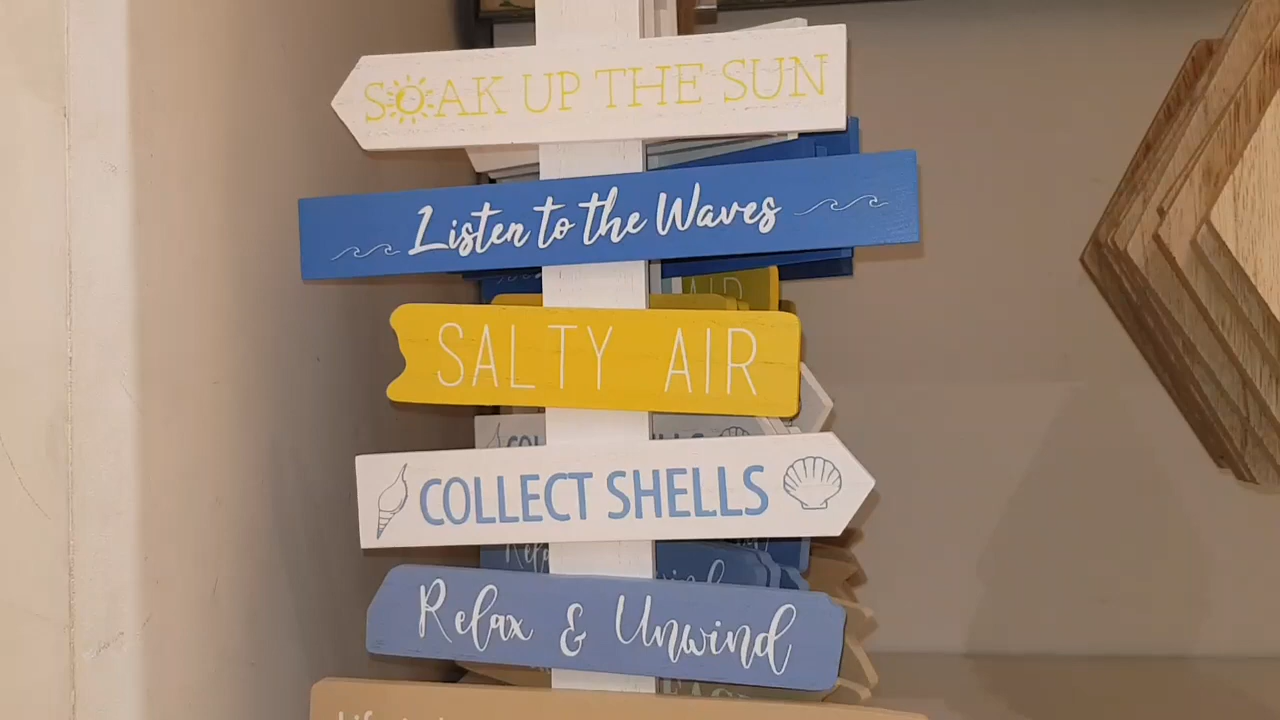 SOAK UP THE SUN
Listen to the Waves
SALTY AIR
COLLECT SHELLS
Relax & Unwind